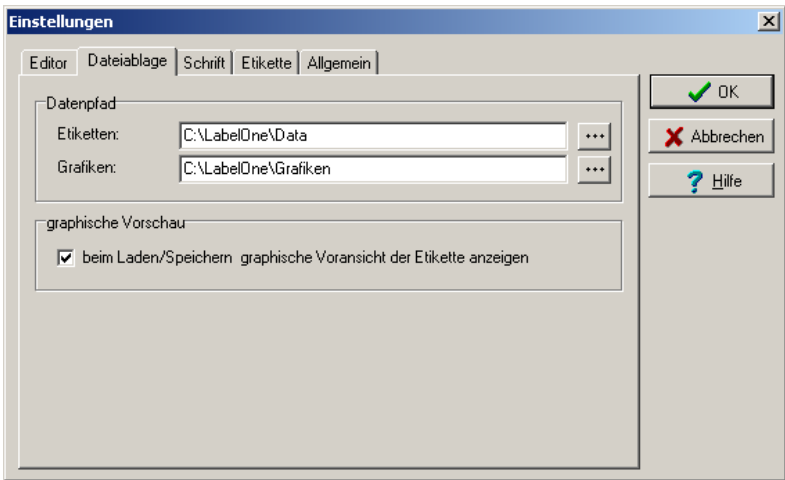 Einstellungen
Editor Dateiablage Schrift Etikette Allgemein
Datenpfad
Etiketten: C:\LabelOne\Data ...
Grafiken: C:\LabelOne\Grafiken ...
graphische Vorschau
beim Laden/Speichern graphische Voransicht der Etikette anzeigen
OK
Abbrechen
Hilfe